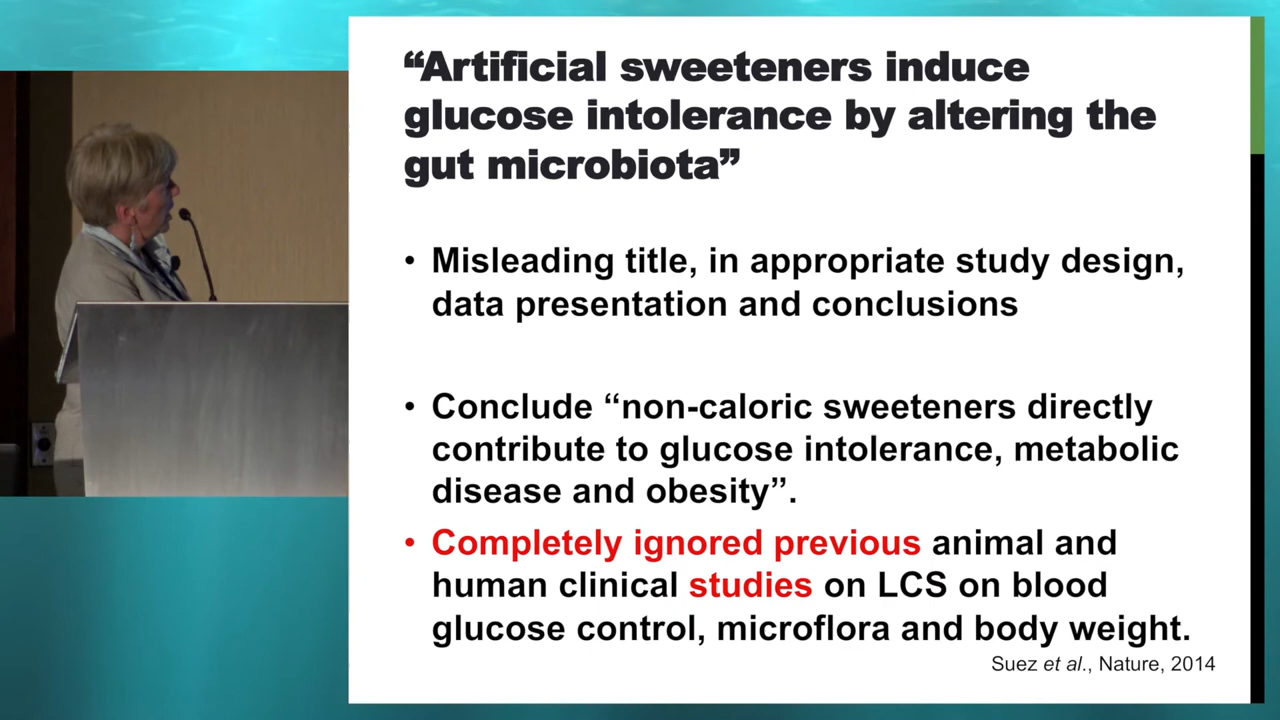 “Artificial sweeteners induce
glucose intolerance by altering the
gut microbiota”
• Misleading title, in appropriate study design,
data presentation and conclusions
• Conclude “non-caloric sweeteners directly
contribute to glucose intolerance, metabolic
disease and obesity”.
• Completely ignored previous animal and
human clinical studies on LCS on blood
glucose control, microflora and body weight.
Suez et al., Nature, 2014